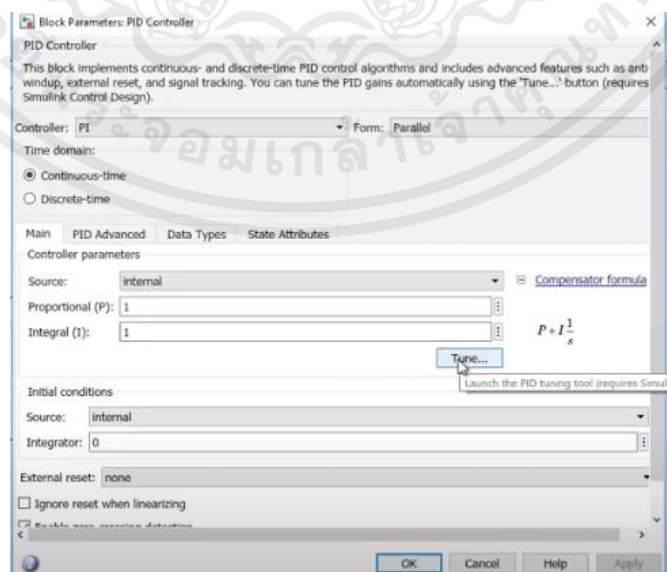 Block Parameters: PID Controller
PID Controller
This block implements continuous- and discrete-time PID control algorithms and includes advanced features such as anti
windup, external reset, and signal tracking. You can tune the PID gains automatically using the 'Tune...' button (requires
Simulink Control Design).
Controller: PI Form: Parallel
Time domain:
Continuous-time
Discrete-time
Main PID Advanced Data Types State Attributes
Controller parameters
Source: internal Compensator formula
Proportional (P): 1
Integral (I): 1
P+I 1/s
Tune...
Launch the PID tuning tool (requires Simul
Initial conditions
Source: internal
Integrator: 0
External reset: none
Ignore reset when linearizing
Enable zero-crossing detection
OK Cancel Help Apply